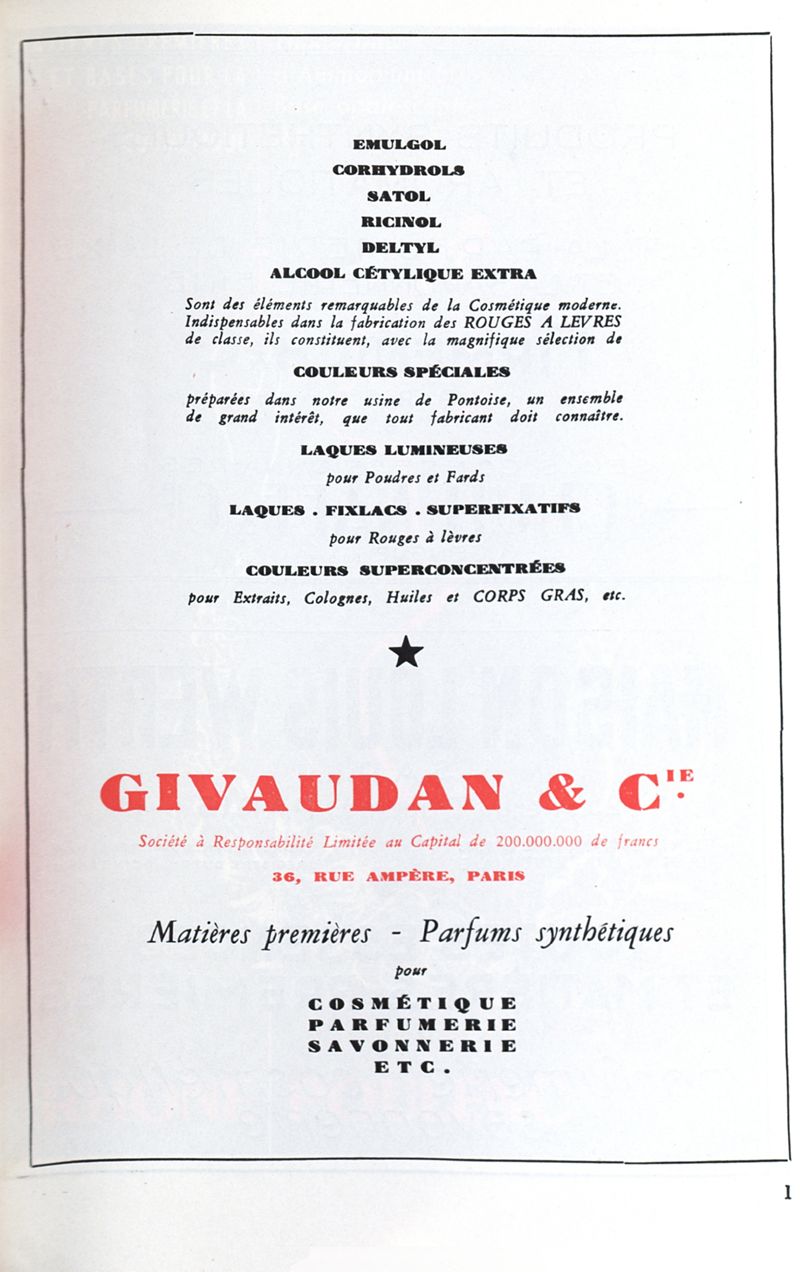 EMULGOL
CORHYDROLS
SATOL
RICINOL
DELTYL
ALCOOL CÉTYLIQUE EXTRA
Sont des éléments remarquables de la Cosmétique moderne.
Indispensables dans la fabrication des ROUGES A LEVRES
de classe, ils constituent, avec la magnifique sélection de
COULEURS SPÉCIALES
préparées dans notre usine de Pontoise, un ensemble
de grand intérêt, que tout fabricant doit connaître.
LAQUES LUMINEUSES
pour Poudres et Fards
LAQUES . FIXLACS . SUPERFIXATIFS
pour Rouges à lèvres
COULEURS SUPERCONCENTRÉES
pour Extraits, Colognes, Huiles et CORPS GRAS, etc.
GIVAUDAN & CIE.
Société à Responsabilité Limitée au Capital de 200.000.000 de francs
36, RUE AMPÈRE, PARIS
Matières premières - Parfums synthétiques
pour
COSMÉTIQUE
PARFUMERIE
SAVONNERIE
ETC.
1